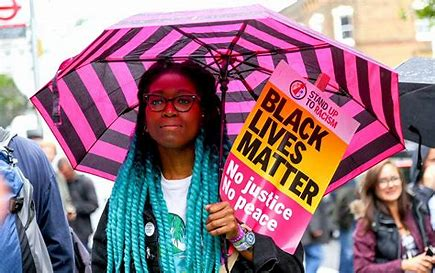 STAND UP
TO RACISM
BLACK
LIVES
MATTER
No justice
No peace